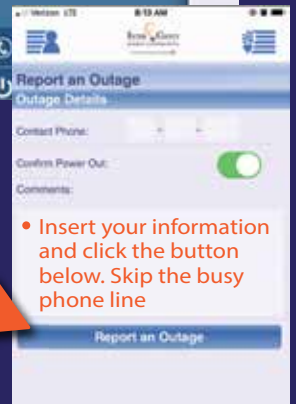 Verizon LTE 8:13 AM
Report an Outage
Outage Details
Contact Phone: - -
Confirm Power Out:
Comments:
• Insert your information
and click the button
below. Skip the busy
phone line
Report an Outage